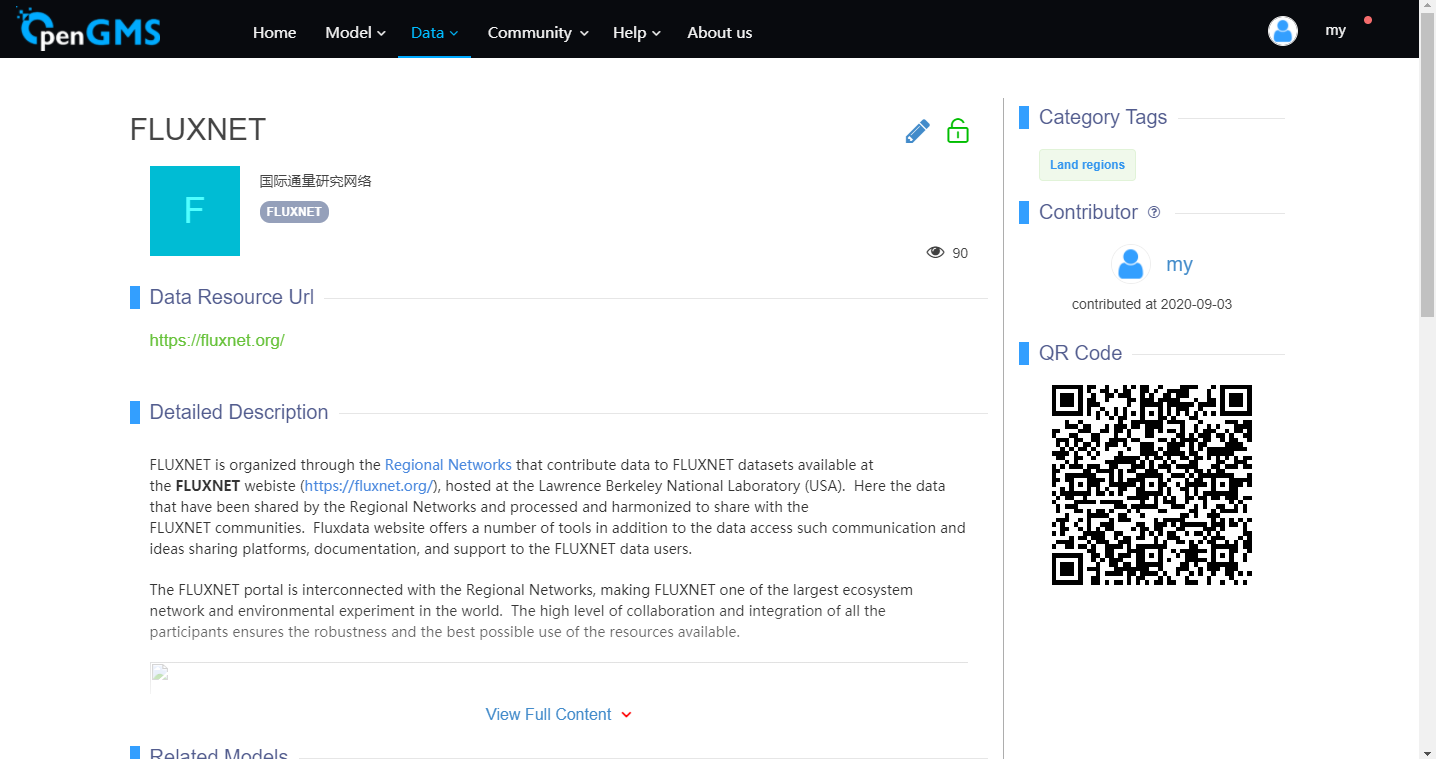 OpenGMS
Home Model Data Community Help About us my
FLUXNET
F
国际通量研究网络
FLUXNET
90
Data Resource Url
https://fluxnet.org/
Detailed Description
FLUXNET is organized through the Regional Networks that contribute data to FLUXNET datasets available at
the FLUXNET webiste (https://fluxnet.org/), hosted at the Lawrence Berkeley National Laboratory (USA). Here the data
that have been shared by the Regional Networks and processed and harmonized to share with the
FLUXNET communities. Fluxdata website offers a number of tools in addition to the data access such communication and
ideas sharing platforms, documentation, and support to the FLUXNET data users.
The FLUXNET portal is interconnected with the Regional Networks, making FLUXNET one of the largest ecosystem
network and environmental experiment in the world. The high level of collaboration and integration of all the
participants ensures the robustness and the best possible use of the resources available.
View Full Content
Related Models
Category Tags
Land regions
Contributor
my
contributed at 2020-09-03
QR Code